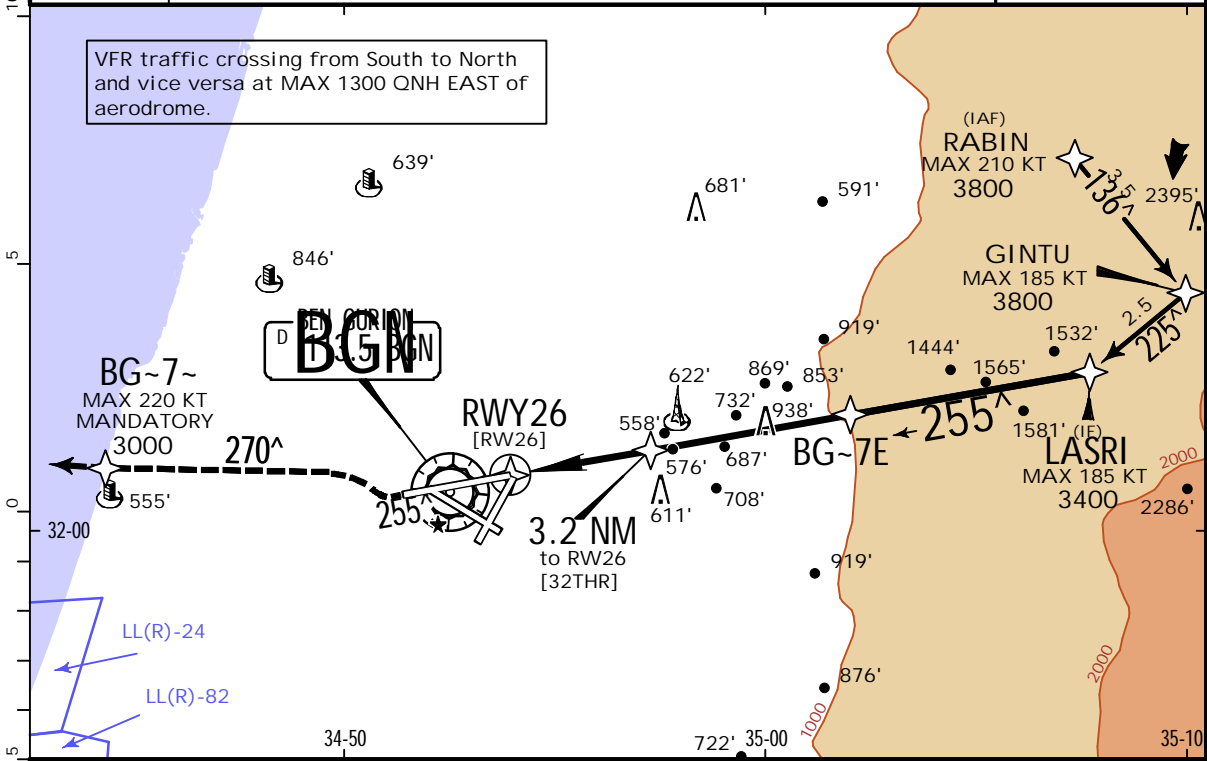 10
VFR traffic crossing from South to North
and vice versa at MAX 1300 QNH EAST of
aerodrome.
(IAF)
RABIN
MAX 210 KT
3800
639'
681'
591'
3.5
136^
2395'
5
846'
GINTU
MAX 185 KT
3800
2.5
225^
BEN GURION
D 113.5 BGN
BGN
919'
1532'
1444'
1565'
869'
853'
622'
BG~7~
MAX 220 KT
MANDATORY
3000
RWY26
[RW26]
732'
938'
558'
255^
1581'
(IF)
LASRI
MAX 185 KT
3400
270^
BG~7E
687'
576'
2000
555'
708'
611'
255^
2286'
0
32-00
3.2 NM
to RW26
[32THR]
919'
LL(R)-24
2000
876'
LL(R)-82
1000
722'
5
34-50
35-00
35-10